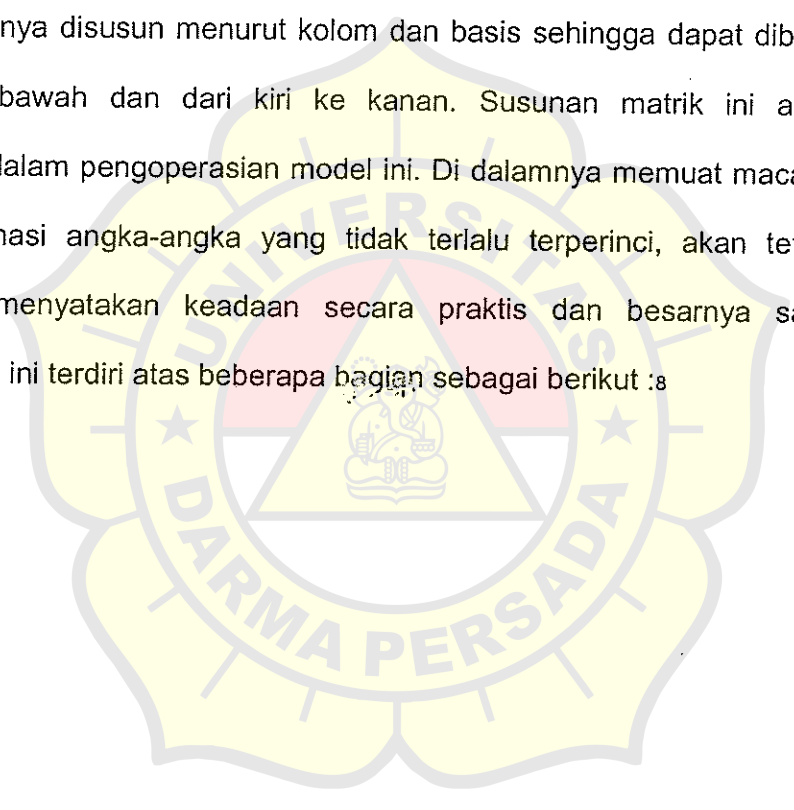 nya disusun menurut kolom dan basis sehingga dapat dib
bawah dan dari kiri ke kanan. Susunan matrik ini a
dalam pengoperasian model ini. Di dalamnya memuat maca
nasi angka-angka yang tidak terlalu terperinci, akan te
menyatakan keadaan secara praktis dan besarnya sa
ini terdiri atas beberapa bagian sebagai berikut :8
UNIVERSITAS
DARMA PERSADA